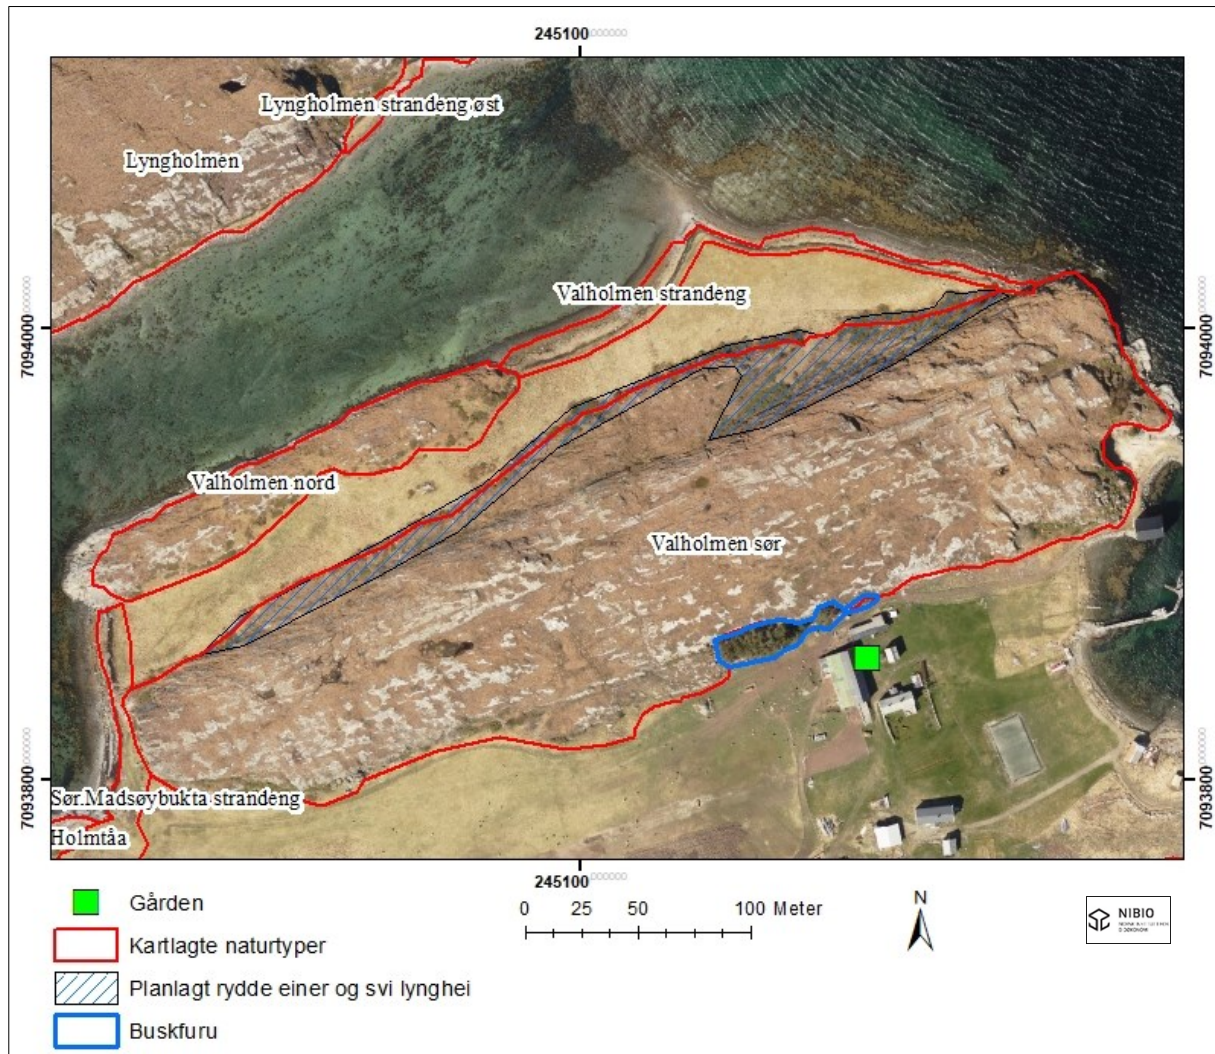 245100
Lyngholmen strandeng øst
Lyngholmen
Valholmen strandeng
7094000
7094000
Valholmen nord
Valholmen sør
7093800
7093800
Sør.Madsøybukta strandeng
Holmtåa
245100
Gården
Kartlagte naturtyper
Planlagt rydde einer og svi lynghei
Buskfuru
0 25 50 100 Meter
N
NIBIO